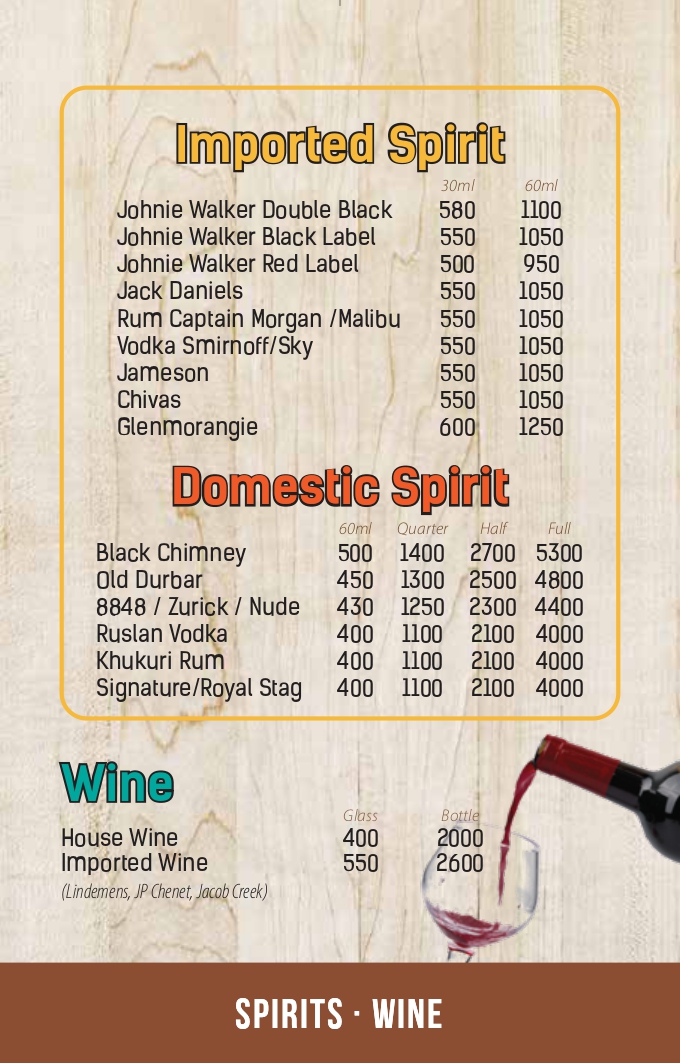 Imported Spirit
30ml 60ml
Johnie Walker Double Black 580 1100
Johnie Walker Black Label 550 1050
Johnie Walker Red Label 500 950
Jack Daniels 550 1050
Rum Captain Morgan /Malibu 550 1050
Vodka Smirnoff/Sky 550 1050
Jameson 550 1050
Chivas 550 1050
Glenmorangie 600 1250
Domestic Spirit
60ml Quarter Half Full
Black Chimney 500 1400 2700 5300
Old Durbar 450 1300 2500 4800
8848 / Zurick / Nude 430 1250 2300 4400
Ruslan Vodka 400 1100 2100 4000
Khukuri Rum 400 1100 2100 4000
Signature/Royal Stag 400 1100 2100 4000
Wine
Glass Bottle
House Wine 400 2000
Imported Wine 550 2600
(Lindemens, JP Chenet, Jacob Creek)
SPIRITS · WINE